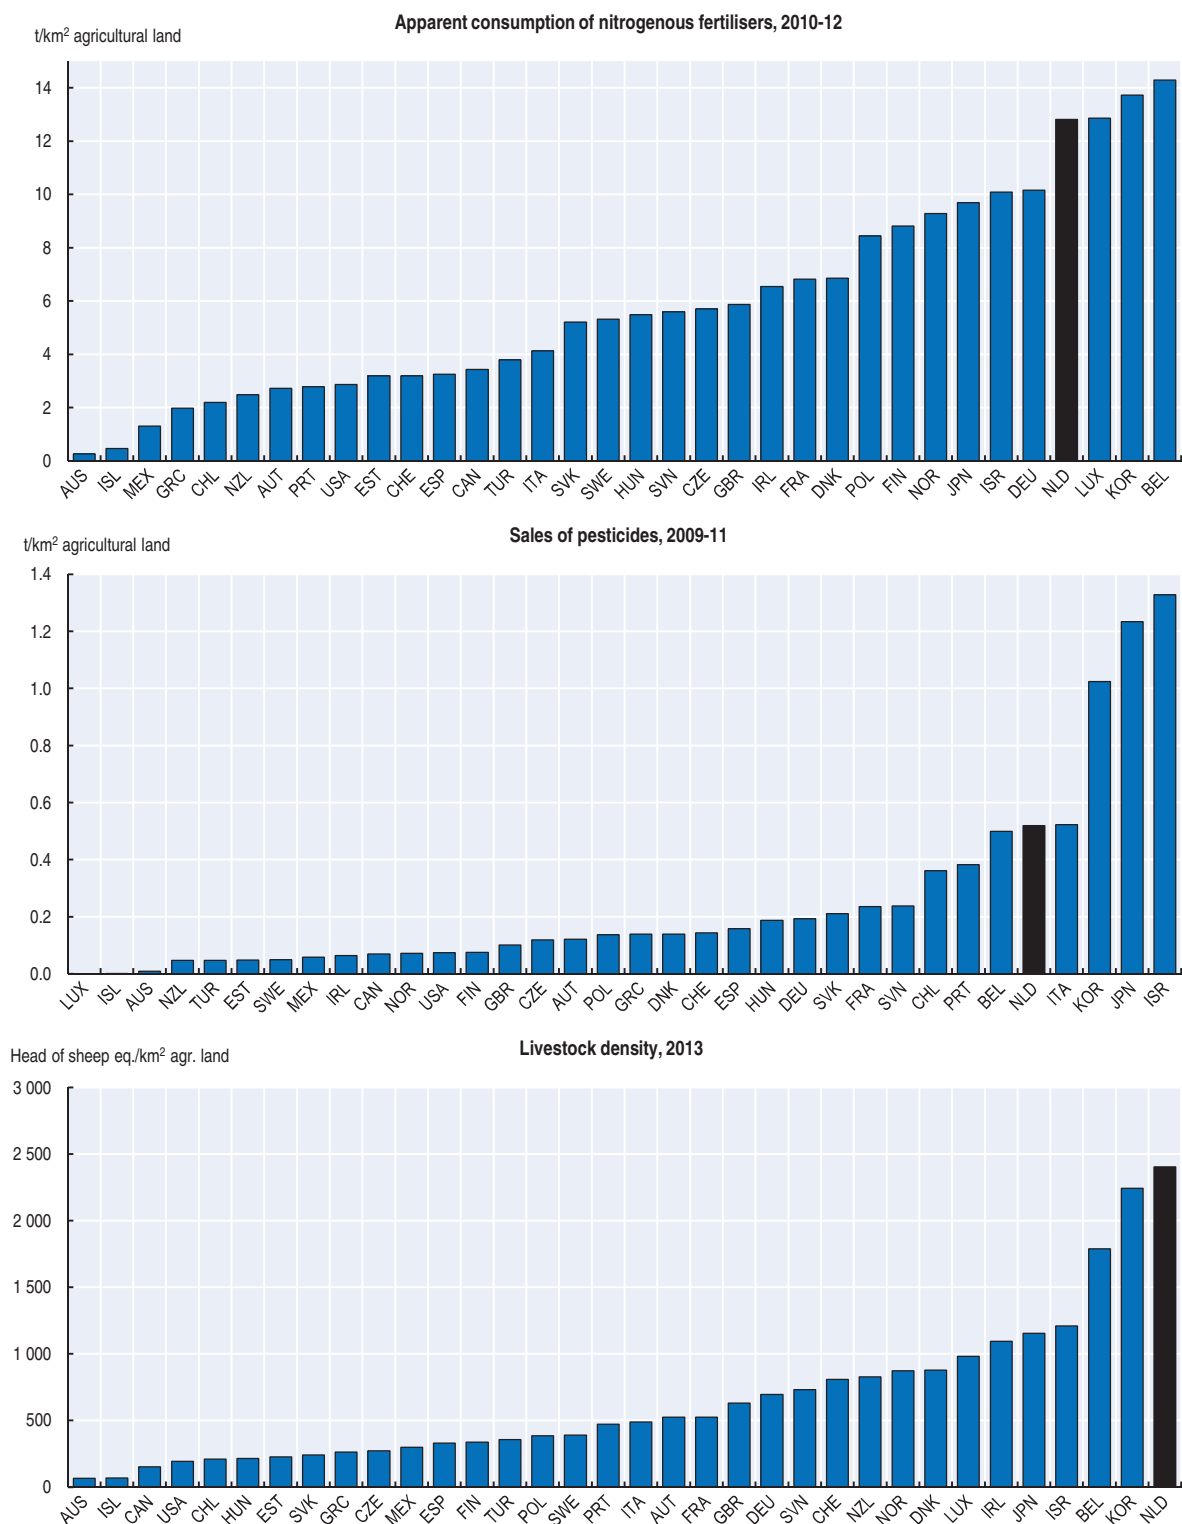 Apparent consumption of nitrogenous fertilisers, 2010-12
t/km² agricultural land
14
12
10
8
6
4
2
0
AUS ISL MEX GRC CHL NZL AUT PRT USA EST CHE ESP CAN TUR ITA SVK SWE HUN SVN CZE GBR IRL FRA DNK POL FIN NOR JPN ISR DEU NLD LUX KOR BEL
Sales of pesticides, 2009-11
t/km² agricultural land
1.4
1.2
1.0
0.8
0.6
0.4
0.2
0.0
LUX ISL AUS NZL TUR EST SWE MEX IRL CAN NOR USA FIN GBR CZE AUT POL GRC DNK CHE ESP HUN DEU SVK FRA SVN CHL PRT BEL NLD ITA KOR JPN ISR
Livestock density, 2013
Head of sheep eq./km² agr. land
3 000
2 500
2 000
1 500
1 000
500
0
AUS ISL CAN USA CHL HUN EST SVK GRC CZE MEX ESP FIN TUR POL SWE PRT ITA AUT FRA GBR DEU SVN CHE NZL NOR DNK LUX IRL JPN ISR BEL KOR NLD